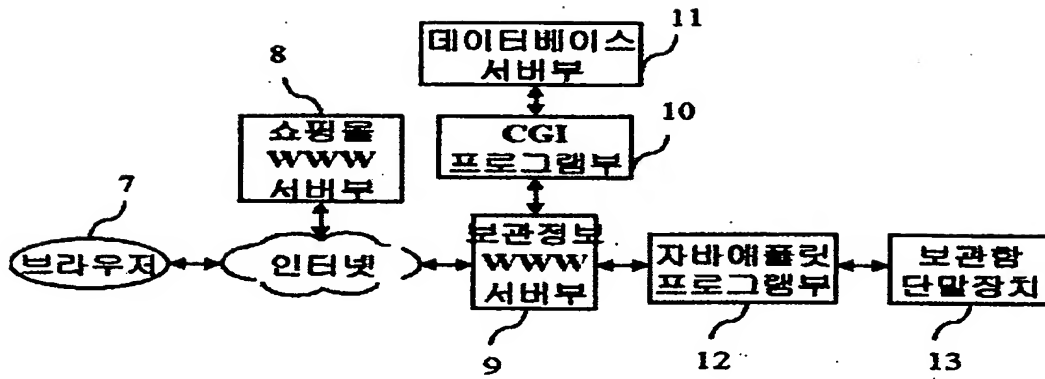 11
데이터베이스
서버부
8
10
쇼핑몰
WWW
서버부
CGI
프로그램부
7
브라우저
인터넷
보관정보
WWW
서버부
자바애플릿
프로그램부
보관함
단말장치
9
12
13